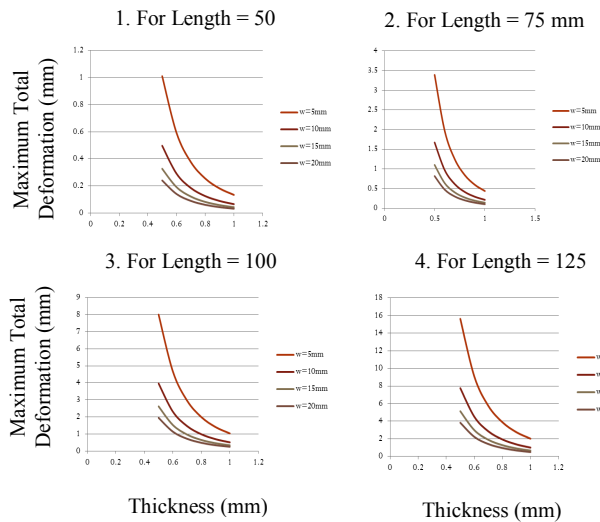 1. For Length = 50
2. For Length = 75 mm
Maximum Total
Deformation (mm)
1.2
1
0.8
0.6
0.4
0.2
0
0
0.2
0.4
0.6
0.8
1
1.2
w=5mm
w=10mm
w=15mm
w=20mm
4
3.5
3
2.5
2
1.5
1
0.5
0
0
0.5
1
1.5
w=5mm
w=10mm
w=15mm
w=20mm
3. For Length = 100
4. For Length = 125
Maximum Total
Deformation (mm)
9
8
7
6
5
4
3
2
1
0
0
0.2
0.4
0.6
0.8
1
1.2
w=5mm
w=10mm
w=15mm
w=20mm
18
16
14
12
10
8
6
4
2
0
0
0.2
0.4
0.6
0.8
1
1.2
w
w
w
w
Thickness (mm)
Thickness (mm)